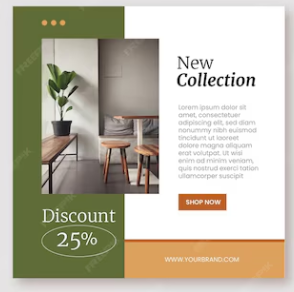 New
Collection
Lorem ipsum dolor sit
amet, consectetuer
adipiscing elit, sed diam
nonummy nibh euismod
tincidunt ut laoreet
dolore magna aliquam
erat volutpat. Ut wisi
enim ad minim veniam,
quis nostrud exerci tation
ullamcorper suscipit
SHOP NOW
Discount
25%
WWW.YOURBRAND.COM